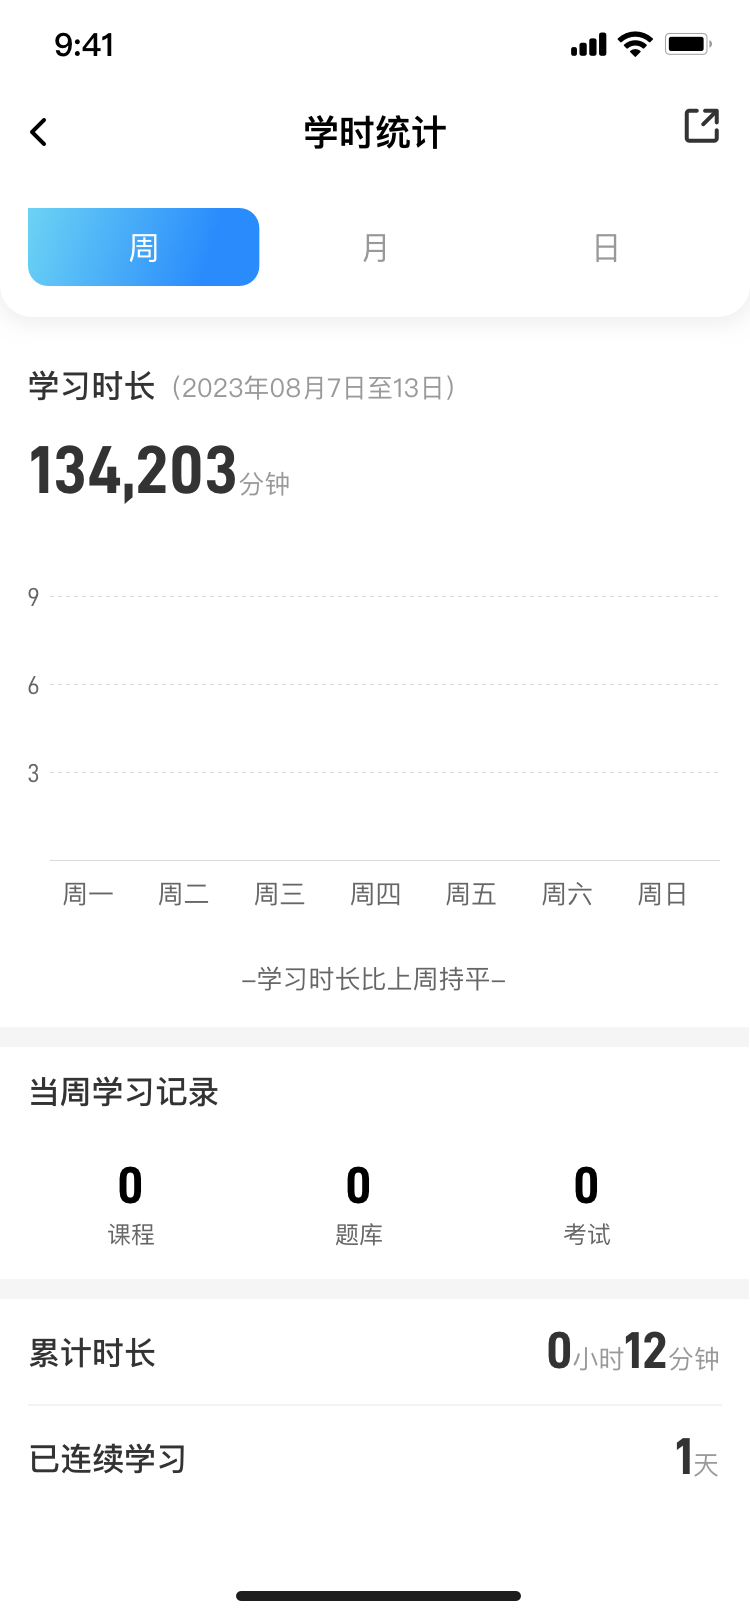 9:41
学时统计
周 月 日
学习时长（2023年08月7日至13日）
134,203分钟
9
6
3
周一 周二 周三 周四 周五 周六 周日
–学习时长比上周持平–
当周学习记录
0 0 0
课程 题库 考试
累计时长 0小时12分钟
已连续学习 1天